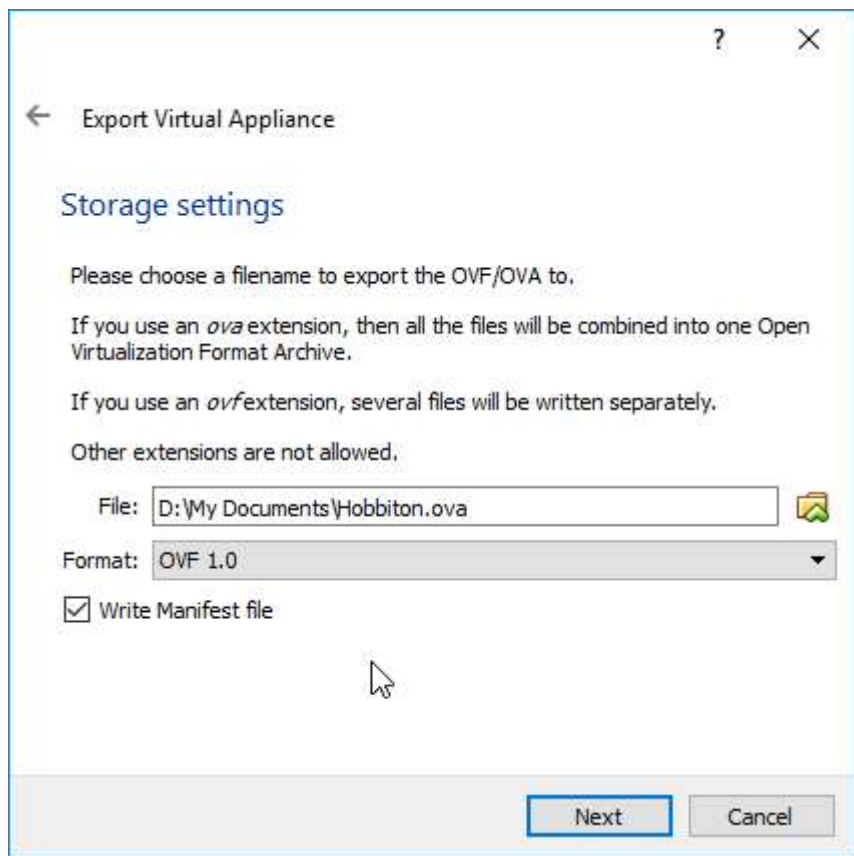 ?
Export Virtual Appliance
Storage settings
Please choose a filename to export the OVF/OVA to.
If you use an ova extension, then all the files will be combined into one Open
Virtualization Format Archive.
If you use an ovf extension, several files will be written separately.
Other extensions are not allowed.
File: D:\My Documents\Hobbiton.ova
Format: OVF 1.0
Write Manifest file
Next Cancel